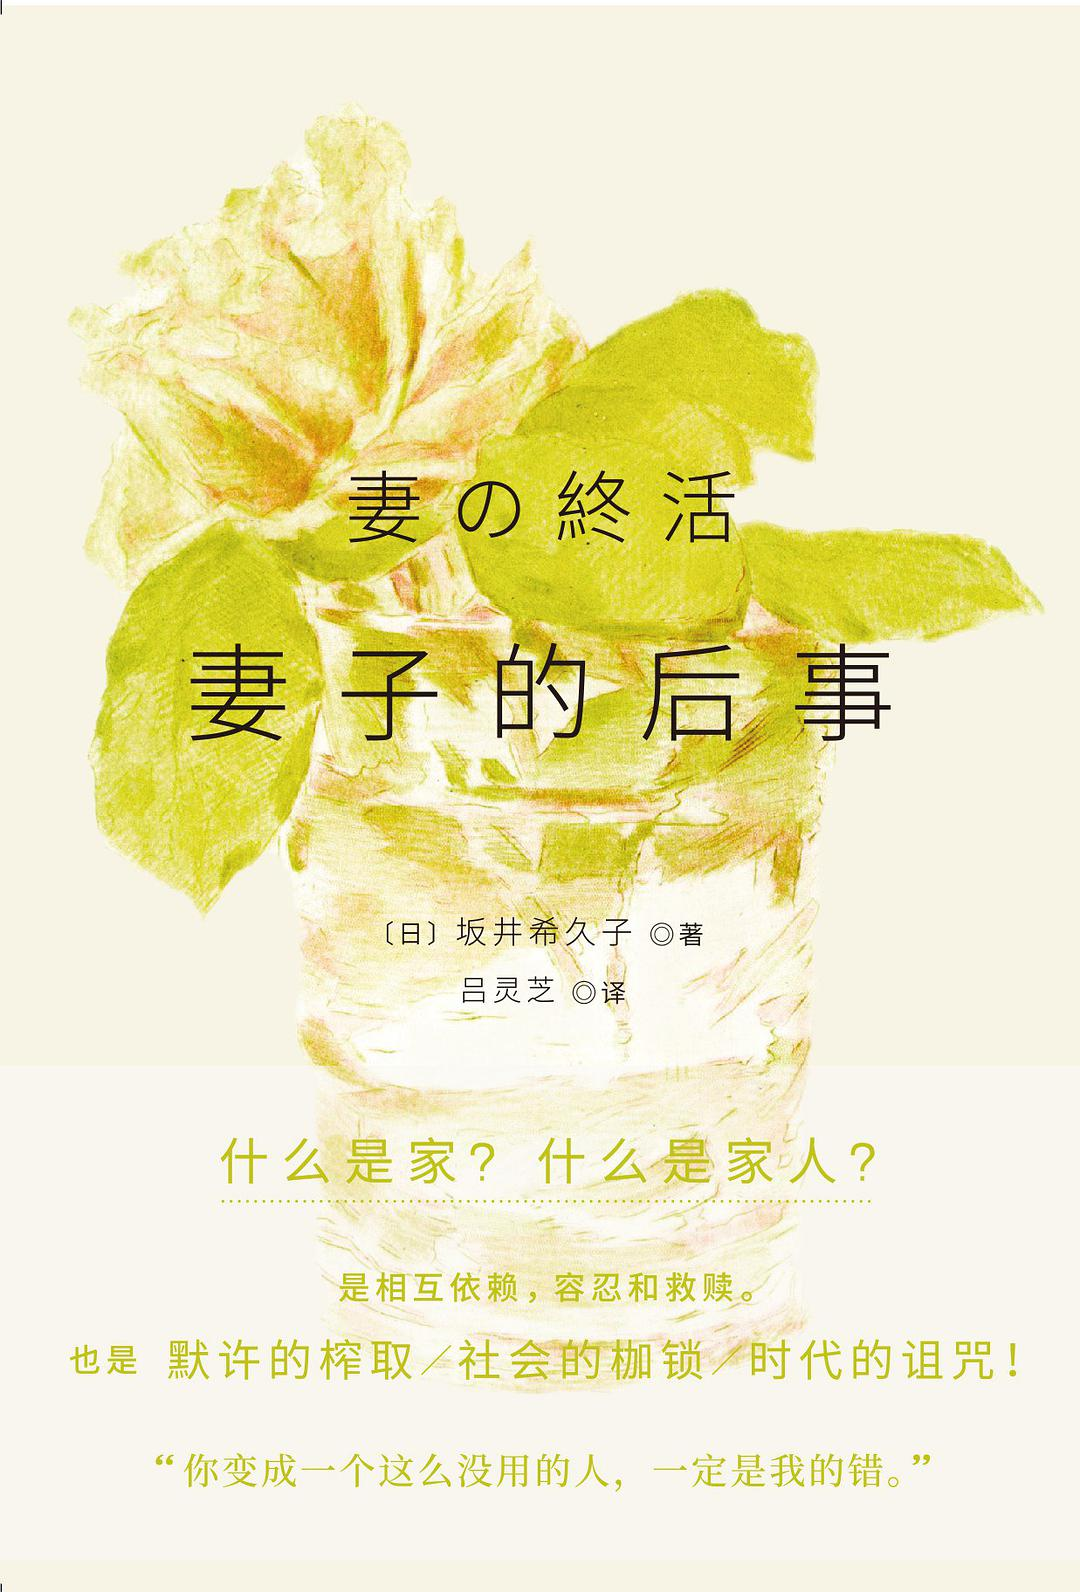 妻の終活
妻子的后事
〔日〕坂井希久子 ◎著
吕灵芝 ◎译
什么是家？ 什么是家人？
是相互依赖，容忍和救赎。
也是 默许的榨取／社会的枷锁／时代的诅咒！
“你变成一个这么没用的人，一定是我的错。”